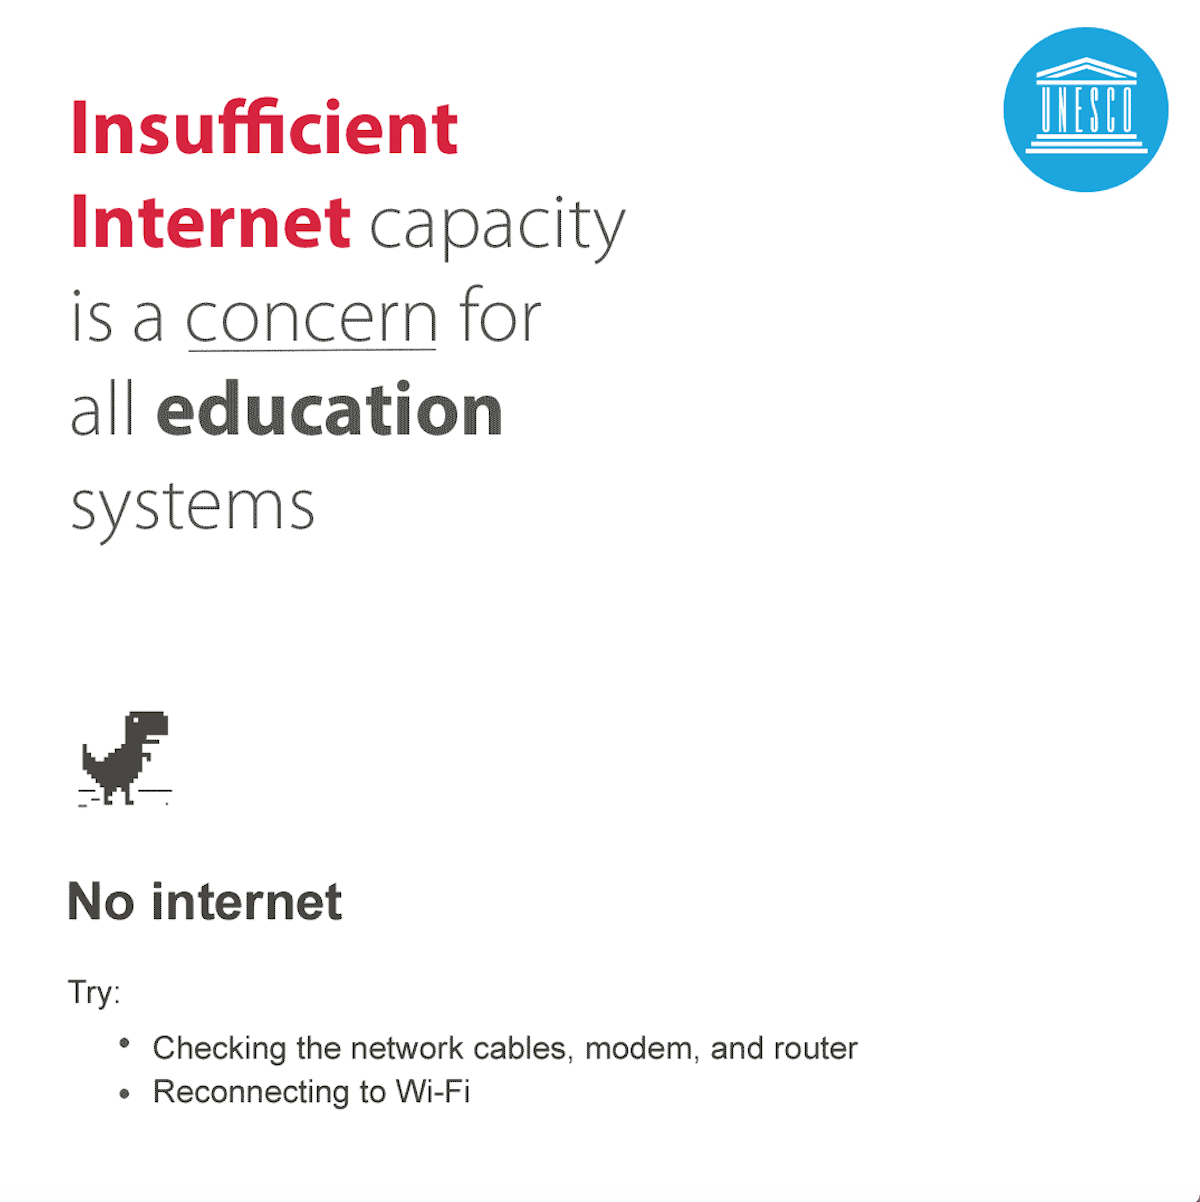 UNESCO
Insufficient
Internet capacity
is a concern for
all education
systems
No internet
Try:
• Checking the network cables, modem, and router
• Reconnecting to Wi-Fi